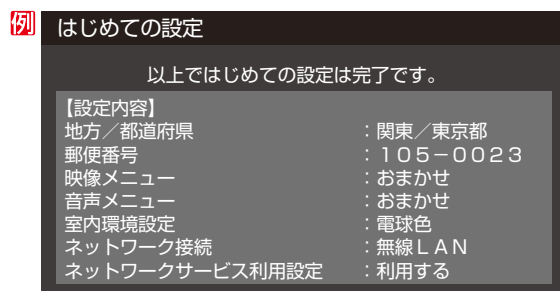 例
はじめての設定
以上ではじめての設定は完了です。
【設定内容】
地方／都道府県　：関東／東京都
郵便番号　：１０５－００２３
映像メニュー　：おまかせ
音声メニュー　：おまかせ
室内環境設定　：電球色
ネットワーク接続　：無線ＬＡＮ
ネットワークサービス利用設定　：利用する